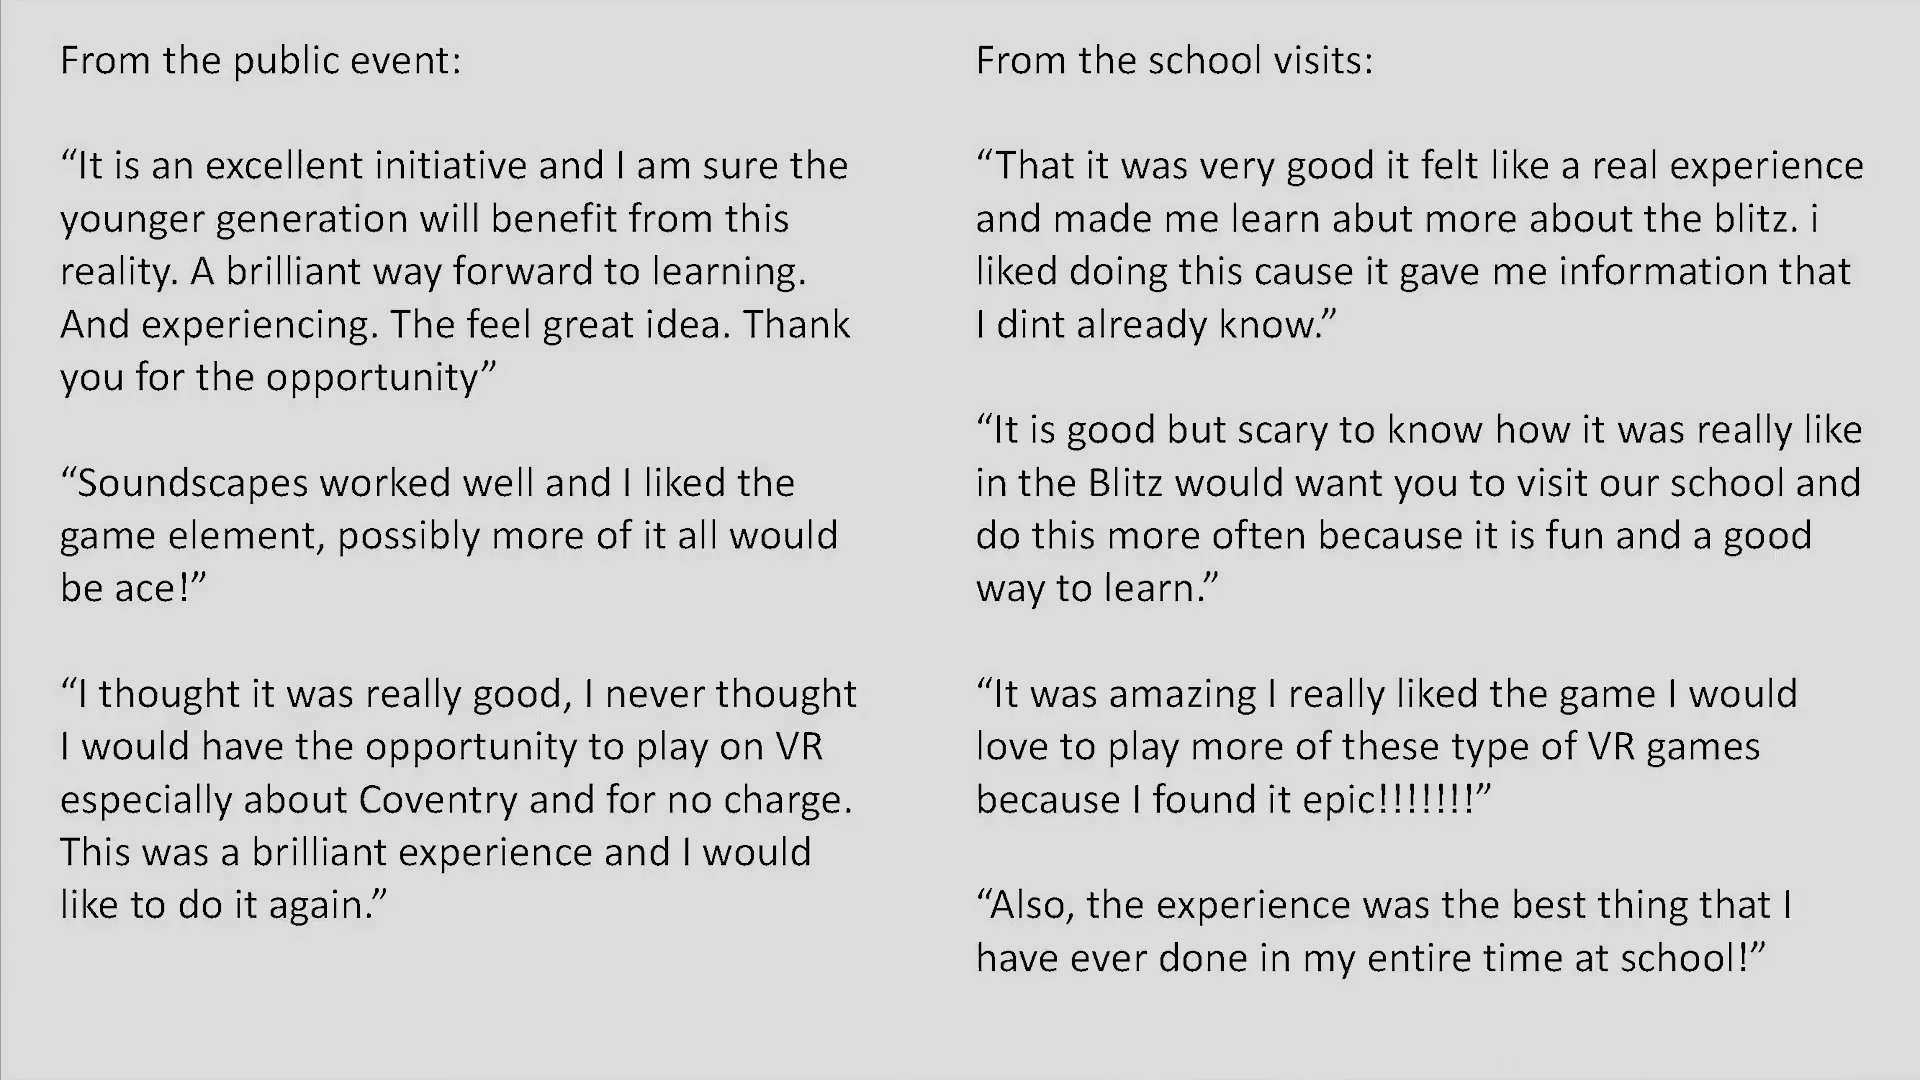 From the public event:
“It is an excellent initiative and I am sure the
younger generation will benefit from this
reality. A brilliant way forward to learning.
And experiencing. The feel great idea. Thank
you for the opportunity”
“Soundscapes worked well and I liked the
game element, possibly more of it all would
be ace!”
“I thought it was really good, I never thought
I would have the opportunity to play on VR
especially about Coventry and for no charge.
This was a brilliant experience and I would
like to do it again.”
From the school visits:
“That it was very good it felt like a real experience
and made me learn abut more about the blitz. i
liked doing this cause it gave me information that
I dint already know.”
“It is good but scary to know how it was really like
in the Blitz would want you to visit our school and
do this more often because it is fun and a good
way to learn.”
“It was amazing I really liked the game I would
love to play more of these type of VR games
because I found it epic!!!!!!!”
“Also, the experience was the best thing that I
have ever done in my entire time at school!”